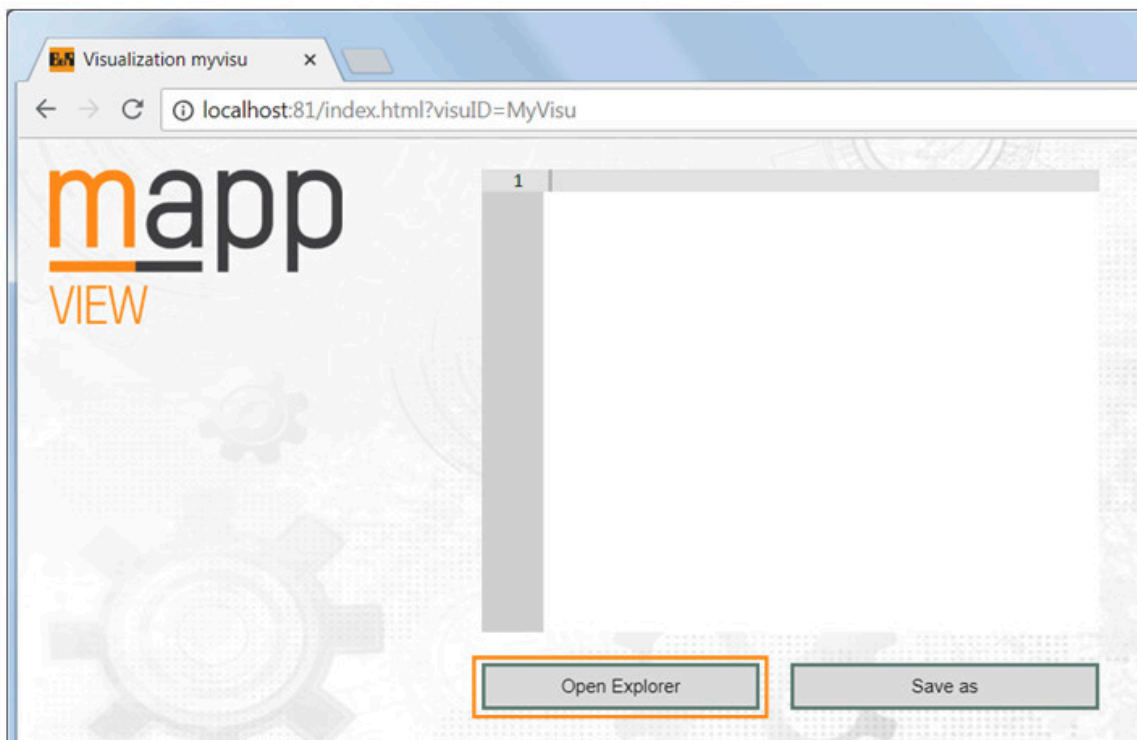 B&R Visualization myvisu
localhost:81/index.html?visuID=MyVisu
mapp
VIEW
1
Open Explorer Save as